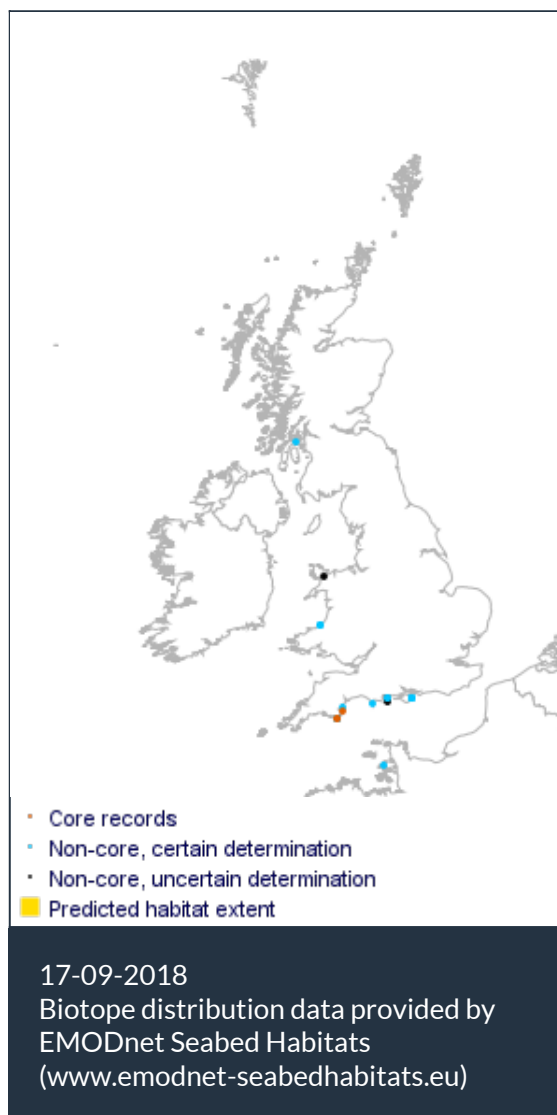 Core records
Non-core, certain determination
Non-core, uncertain determination
Predicted habitat extent
17-09-2018
Biotope distribution data provided by
EMODnet Seabed Habitats
(www.emodnet-seabedhabitats.eu)